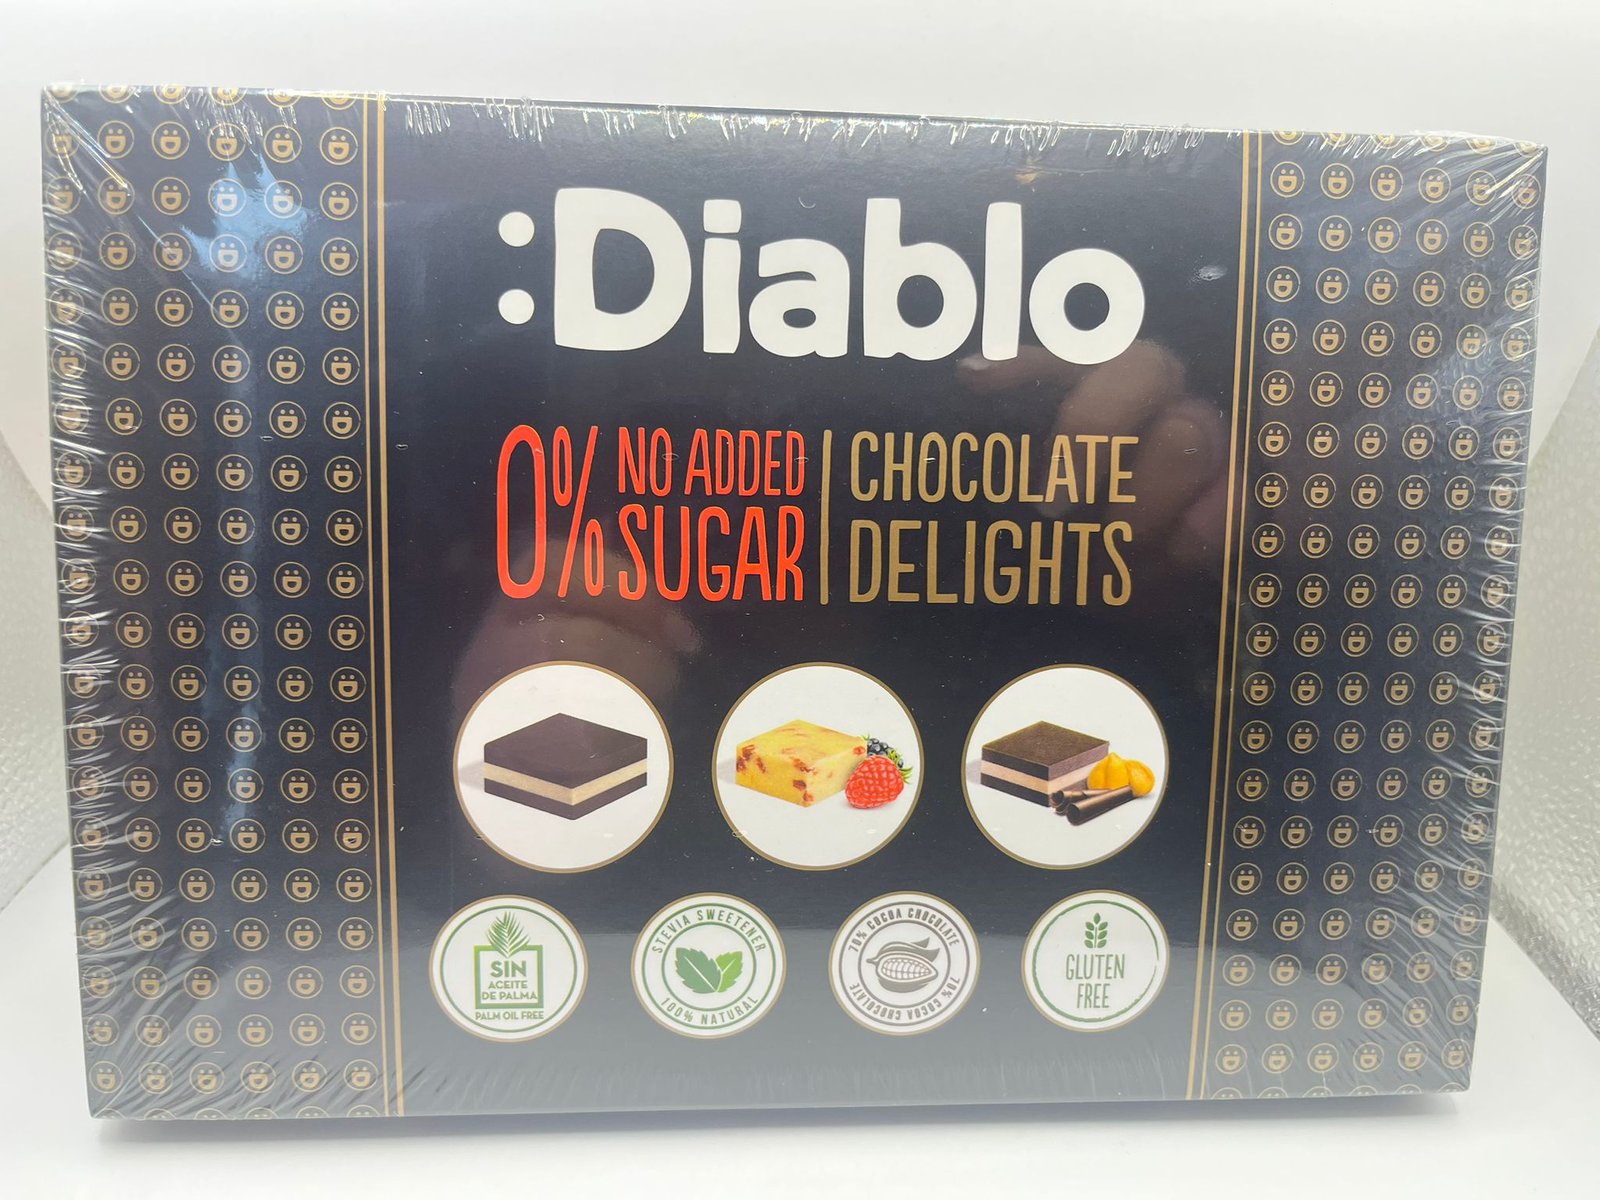 :Diablo
0% NO ADDED SUGAR
CHOCOLATE
DELIGHTS
SIN
ACEITE
DE PALMA
PALM OIL FREE
STEVIA SWEETENER
100% NATURAL
70% COCOA CHOCOLATE
70% COCOA CHOCOLATE
GLUTEN
FREE